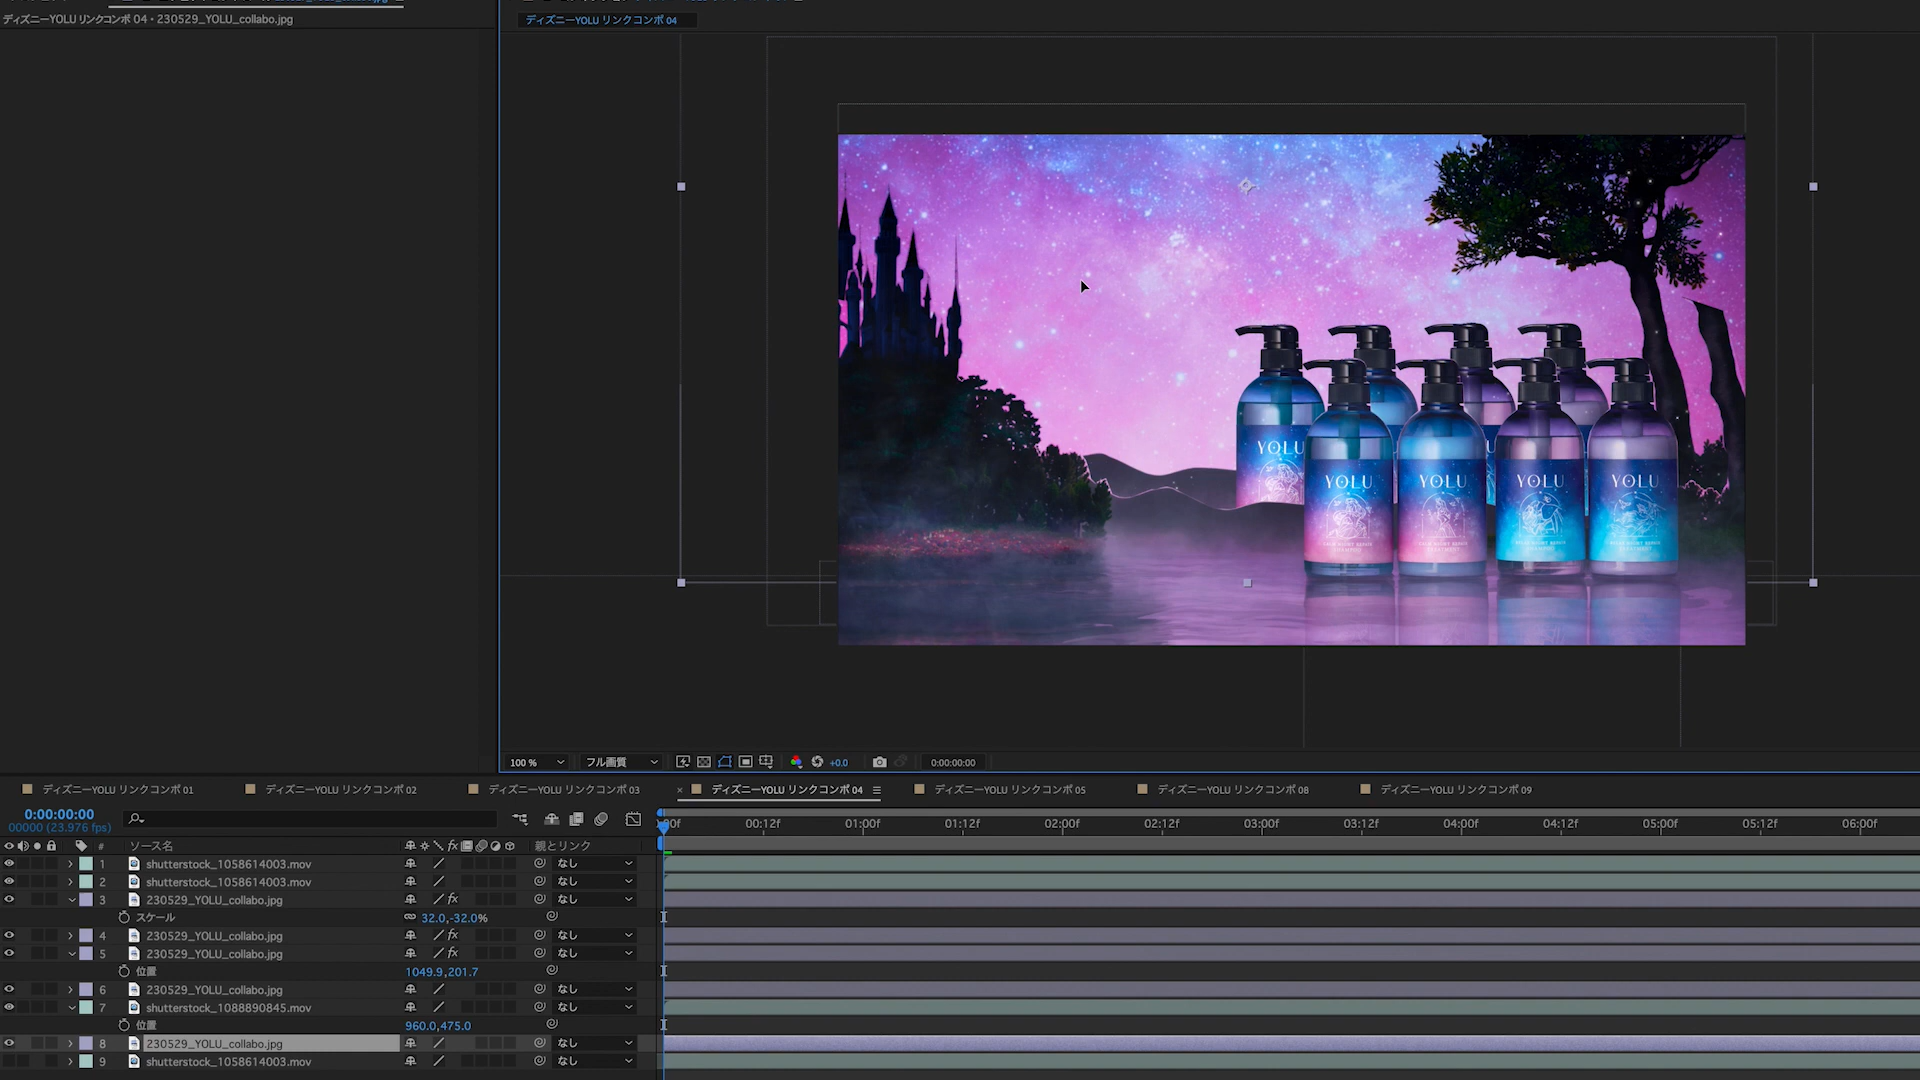 ディズニーYOLU リンクコンポ 04・230529_YOLU_collabo.jpg
ディズニーYOLU リンクコンポ 04
YOLU
YOLU YOLU YOLU YOLU
CALM NIGHT REPAIR
SHAMPOO
TREATMENT
100 %
フル画質
+0.0
0:00:00:00
ディズニーYOLU リンクコンポ 01
ディズニーYOLU リンクコンポ 02
ディズニーYOLU リンクコンポ 03
× ディズニーYOLU リンクコンポ 04
ディズニーYOLU リンクコンポ 05
ディズニーYOLU リンクコンポ 08
ディズニーYOLU リンクコンポ 09
0:00:00:00
00000 (23.976 fps)
00f 00:12f 01:00f 01:12f 02:00f 02:12f 03:00f 03:12f 04:00f 04:12f 05:00f 05:12f 06:00f
# ソース名 fx 親とリンク
1 shutterstock_1058614003.mov なし
2 shutterstock_1058614003.mov なし
3 230529_YOLU_collabo.jpg fx なし
スケール 32.0,-32.0%
4 230529_YOLU_collabo.jpg fx なし
5 230529_YOLU_collabo.jpg fx なし
位置 1049.9,201.7
6 230529_YOLU_collabo.jpg なし
7 shutterstock_1088890845.mov なし
位置 960.0,475.0
8 230529_YOLU_collabo.jpg なし
9 shutterstock_1058614003.mov なし